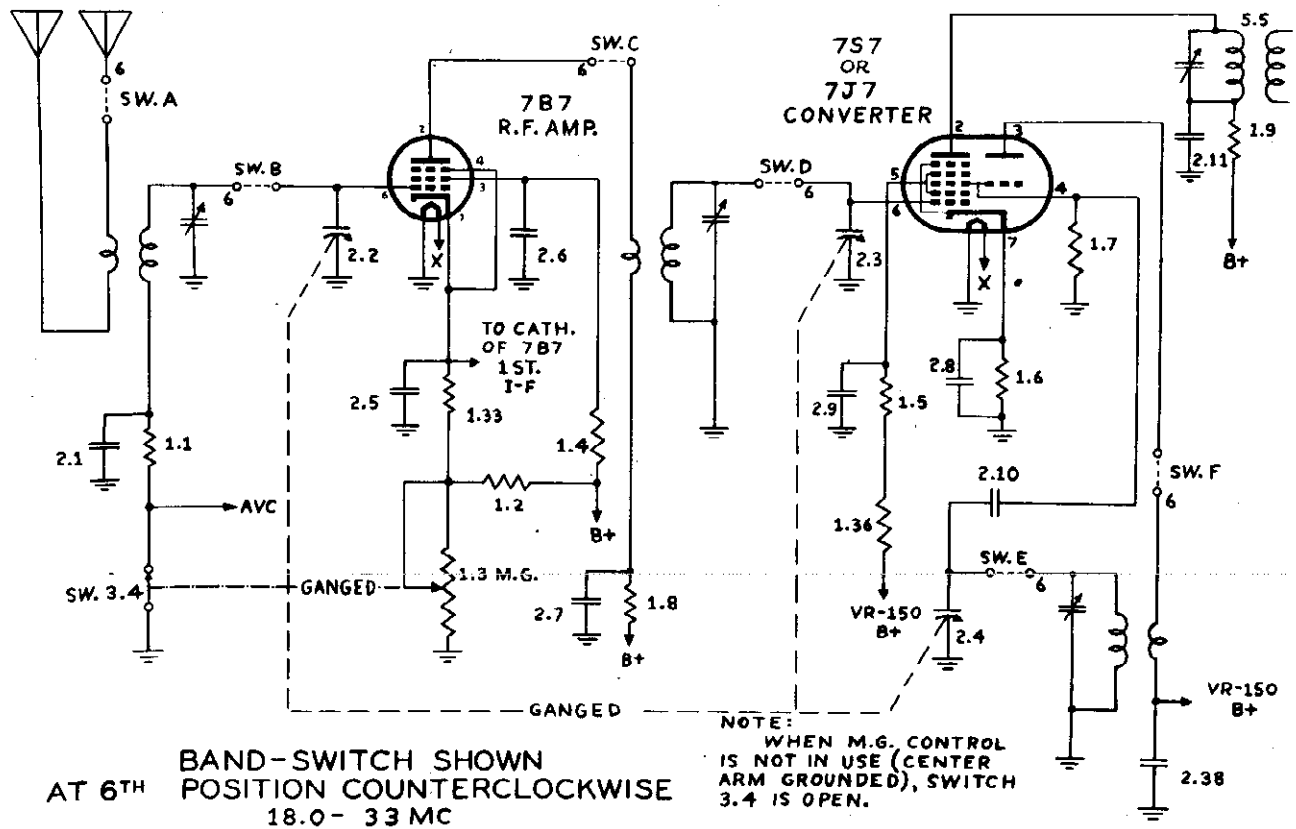 6
SW.A
SW.B
6
7B7
R.F. AMP.
2
4
3
6
7
X
2.2
2.6
SW.C
6
7S7
OR
7J7
CONVERTER
2
3
5
6
4
7
X
SW.D
6
2.3
1.7
5.5
1.9
2.11
B+
TO CATH.
OF 7B7
1ST.
I-F
2.5
1.33
1.4
1.2
B+
2.1
1.1
AVC
SW. 3.4
GANGED
1.3 M.G.
2.7
1.8
B+
2.9
1.5
2.8
1.6
1.36
VR-150
B+
2.10
SW.F
6
SW.E
6
2.4
VR-150
B+
2.38
GANGED
NOTE:
WHEN M.G. CONTROL
IS NOT IN USE (CENTER
ARM GROUNDED), SWITCH
3.4 IS OPEN.
BAND-SWITCH SHOWN
AT 6TH POSITION COUNTERCLOCKWISE
18.0- 33 MC